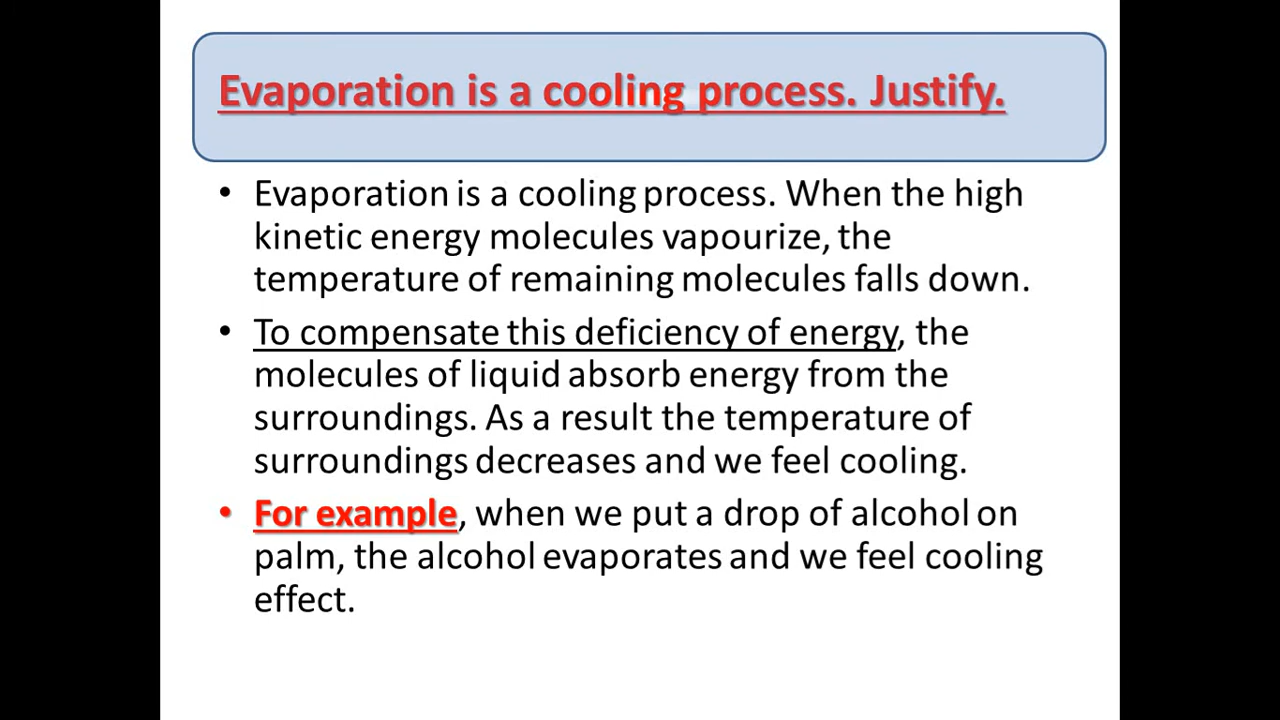 Evaporation is a cooling process. Justify.
• Evaporation is a cooling process. When the high
kinetic energy molecules vapourize, the
temperature of remaining molecules falls down.
• To compensate this deficiency of energy, the
molecules of liquid absorb energy from the
surroundings. As a result the temperature of
surroundings decreases and we feel cooling.
• For example, when we put a drop of alcohol on
palm, the alcohol evaporates and we feel cooling
effect.